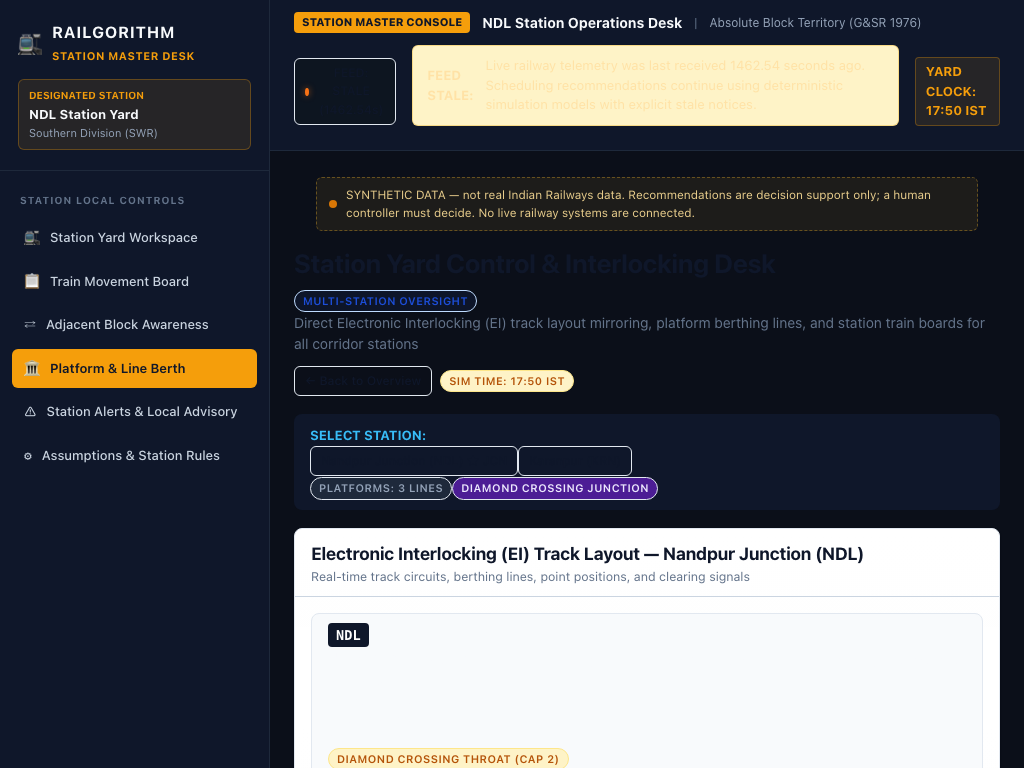 RAILGORITHM
STATION MASTER DESK
DESIGNATED STATION
NDL Station Yard
Southern Division (SWR)
STATION LOCAL CONTROLS
Station Yard Workspace
Train Movement Board
Adjacent Block Awareness
Platform & Line Berth
Station Alerts & Local Advisory
Assumptions & Station Rules
STATION MASTER CONSOLE NDL Station Operations Desk | Absolute Block Territory (G&SR 1976)
FEED STALE:
Live railway telemetry was last received 1462.54 seconds ago.
Scheduling recommendations continue using deterministic
simulation models with explicit stale notices.
YARD
CLOCK:
17:50 IST
SYNTHETIC DATA — not real Indian Railways data. Recommendations are decision support only; a human
controller must decide. No live railway systems are connected.
Station Yard Control & Interlocking Desk
MULTI-STATION OVERSIGHT
Direct Electronic Interlocking (EI) track layout mirroring, platform berthing lines, and station train boards for
all corridor stations
Back to Overview SIM TIME: 17:50 IST
SELECT STATION:
PLATFORMS: 3 LINES DIAMOND CROSSING JUNCTION
Electronic Interlocking (EI) Track Layout — Nandpur Junction (NDL)
Real-time track circuits, berthing lines, point positions, and clearing signals
NDL
DIAMOND CROSSING THROAT (CAP 2)